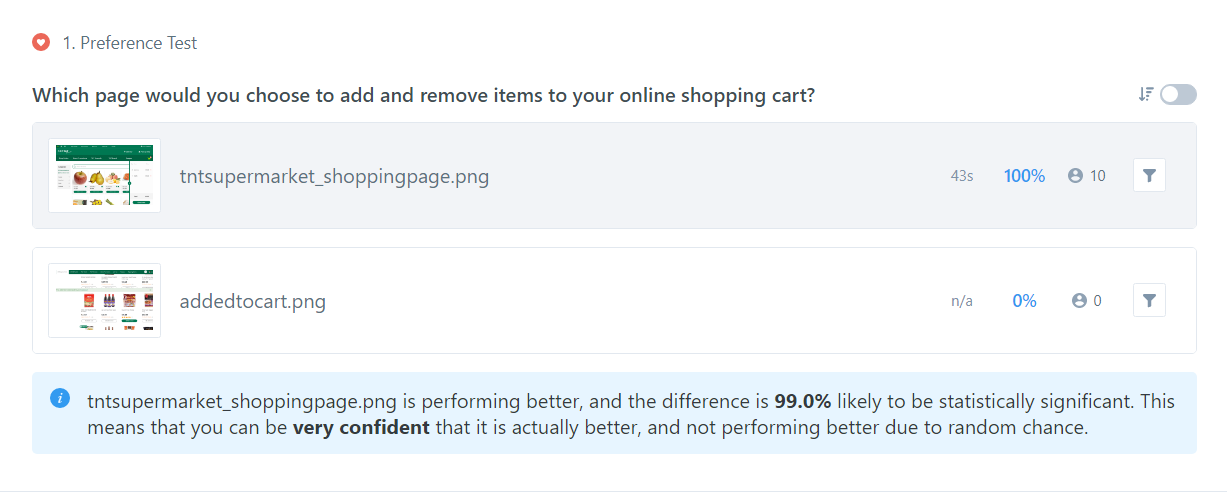 1. Preference Test
Which page would you choose to add and remove items to your online shopping cart?
tntsupermarket_shoppingpage.png 43s 100% 10
addedtocart.png n/a 0% 0
tntsupermarket_shoppingpage.png is performing better, and the difference is 99.0% likely to be statistically significant. This
means that you can be very confident that it is actually better, and not performing better due to random chance.